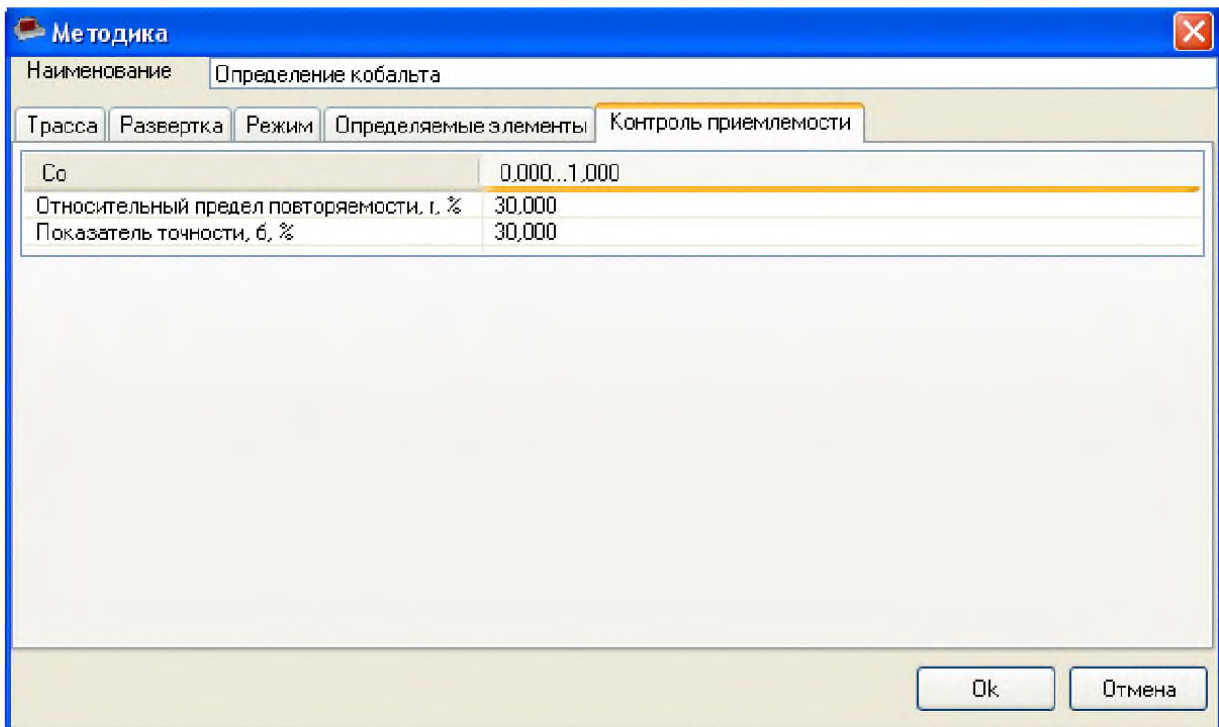 Методика
Наименование Определение кобальта
Трасса Развертка Режим Определяемые элементы Контроль приемлемости
Co 0,000...1,000
Относительный предел повторяемости, r, % 30,000
Показатель точности, б, % 30,000
Ok Отмена